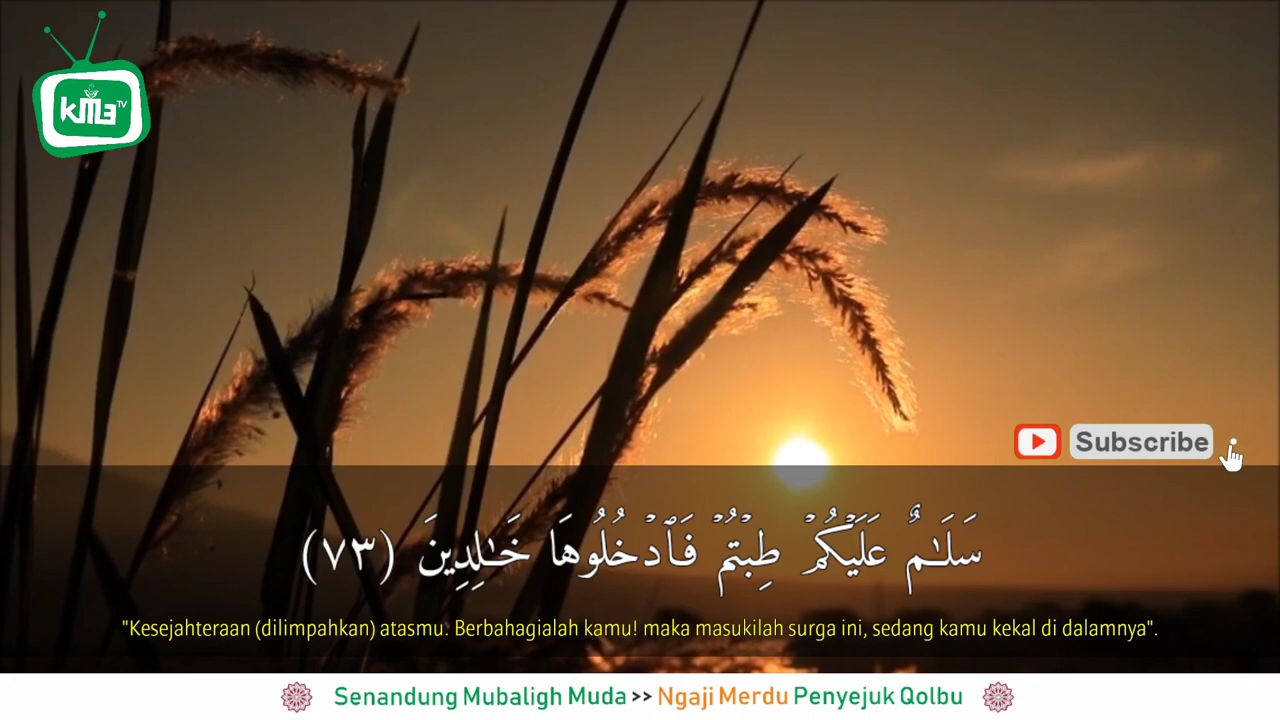 KM3 TV
Subscribe
سَلَـٰمٌ عَلَيْكُمْ طِبْتُمْ فَٱدْخُلُوهَا خَـٰلِدِينَ (٧٣)
"Kesejahteraan (dilimpahkan) atasmu. Berbahagialah kamu! maka masukilah surga ini, sedang kamu kekal di dalamnya".
Senandung Mubaligh Muda >> Ngaji Merdu Penyejuk Qolbu